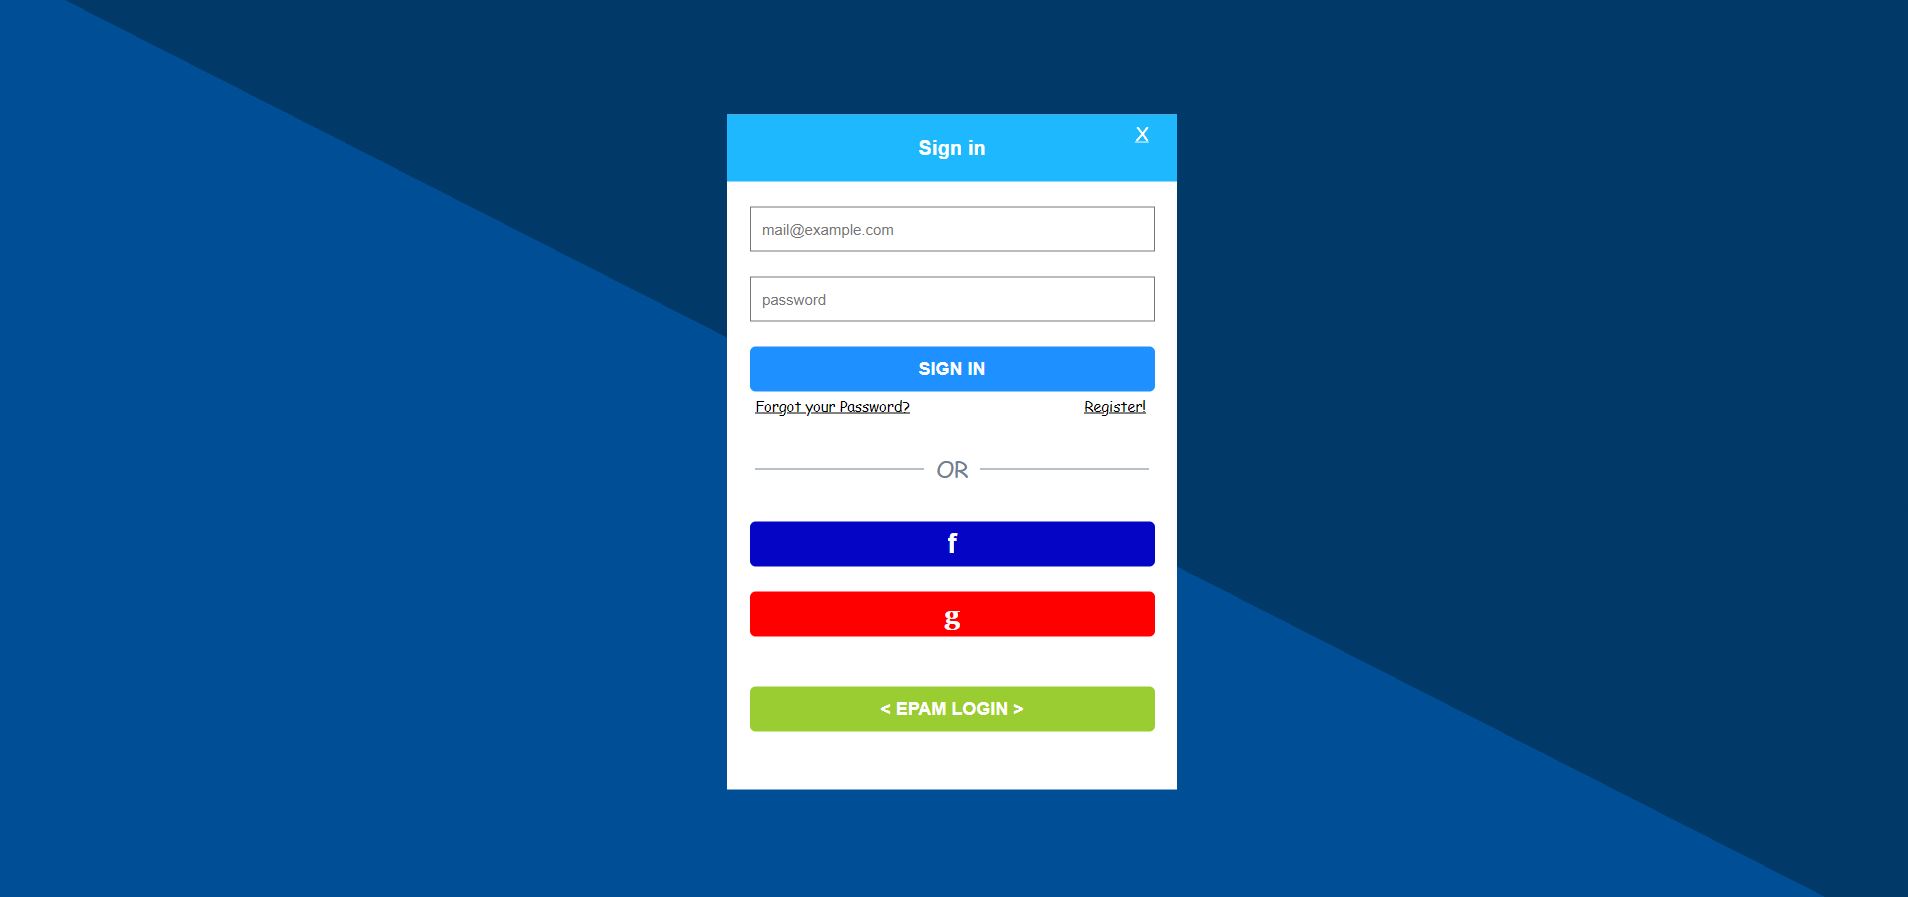 Sign in
X
mail@example.com
password
SIGN IN
Forgot your Password? Register!
OR
f
g
< EPAM LOGIN >